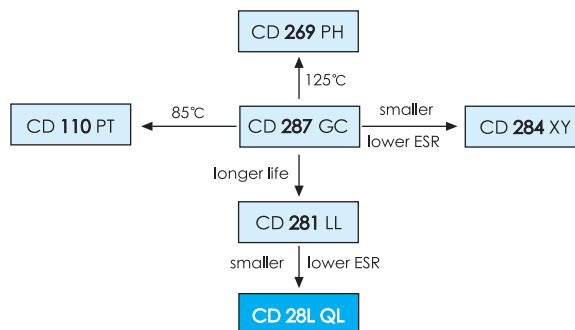 CD 269 PH
125℃
CD 110 PT
85℃
CD 287 GC
smaller
lower ESR
CD 284 XY
longer life
CD 281 LL
smaller
lower ESR
CD 28L QL